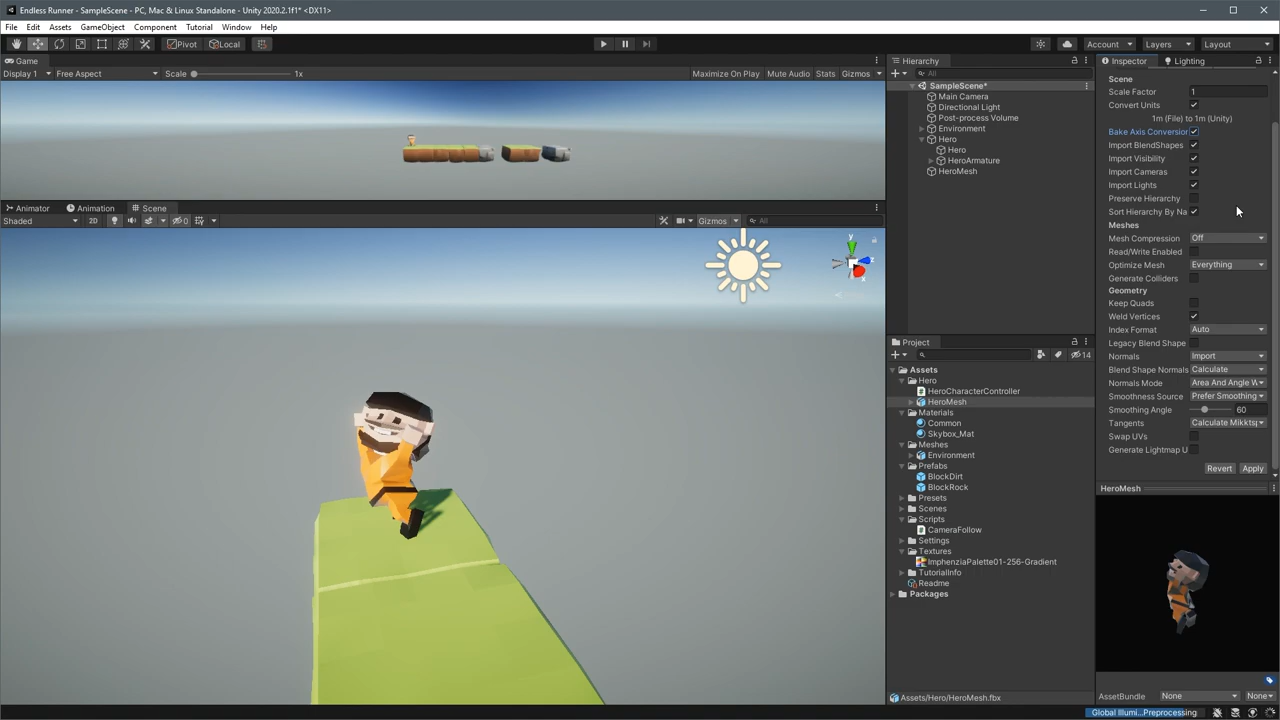 Endless Runner - SampleScene - PC, Mac & Linux Standalone - Unity 2020.2.1f1* <DX11>
File Edit Assets GameObject Component Tutorial Window Help
Pivot Local Account Layers Layout
Game
Display 1 Free Aspect Scale 1x Maximize On Play Mute Audio Stats Gizmos
Animator Animation Scene
Shaded 2D 0 Gizmos All
y
z
x
Hierarchy
All
SampleScene*
Main Camera
Directional Light
Post-process Volume
Environment
Hero
Hero
HeroArmature
HeroMesh
Project
14
Assets
Hero
HeroCharacterController
HeroMesh
Materials
Common
Skybox_Mat
Meshes
Environment
Prefabs
BlockDirt
BlockRock
Presets
Scenes
Scripts
CameraFollow
Settings
Textures
ImphenziaPalette01-256-Gradient
TutorialInfo
Readme
Packages
Assets/Hero/HeroMesh.fbx
Inspector Lighting
Scene
Scale Factor 1
Convert Units
1m (File) to 1m (Unity)
Bake Axis Conversior
Import BlendShapes
Import Visibility
Import Cameras
Import Lights
Preserve Hierarchy
Sort Hierarchy By Na
Meshes
Mesh Compression Off
Read/Write Enabled
Optimize Mesh Everything
Generate Colliders
Geometry
Keep Quads
Weld Vertices
Index Format Auto
Legacy Blend Shape
Normals Import
Blend Shape Normals Calculate
Normals Mode Area And Angle W
Smoothness Source Prefer Smoothing
Smoothing Angle 60
Tangents Calculate Mikktsp
Swap UVs
Generate Lightmap U
Revert Apply
HeroMesh
AssetBundle None None
Global Illumi...Preprocessing